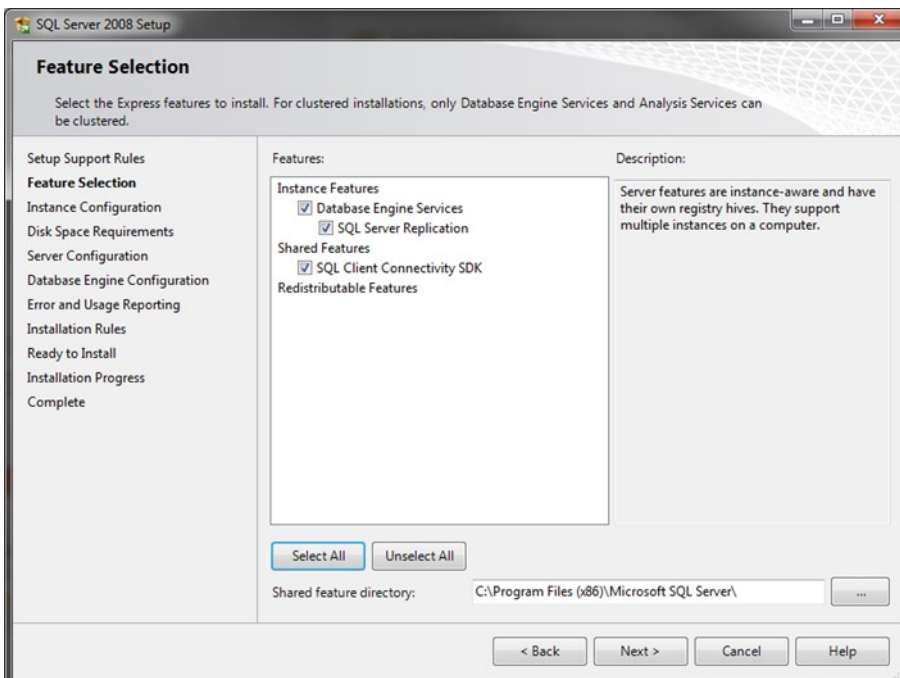 SQL Server 2008 Setup
Feature Selection
Select the Express features to install. For clustered installations, only Database Engine Services and Analysis Services can
be clustered.
Setup Support Rules
Feature Selection
Instance Configuration
Disk Space Requirements
Server Configuration
Database Engine Configuration
Error and Usage Reporting
Installation Rules
Ready to Install
Installation Progress
Complete
Features:
Instance Features
Database Engine Services
SQL Server Replication
Shared Features
SQL Client Connectivity SDK
Redistributable Features
Description:
Server features are instance-aware and have
their own registry hives. They support
multiple instances on a computer.
Select All
Unselect All
Shared feature directory:
C:\Program Files (x86)\Microsoft SQL Server\
...
< Back
Next >
Cancel
Help